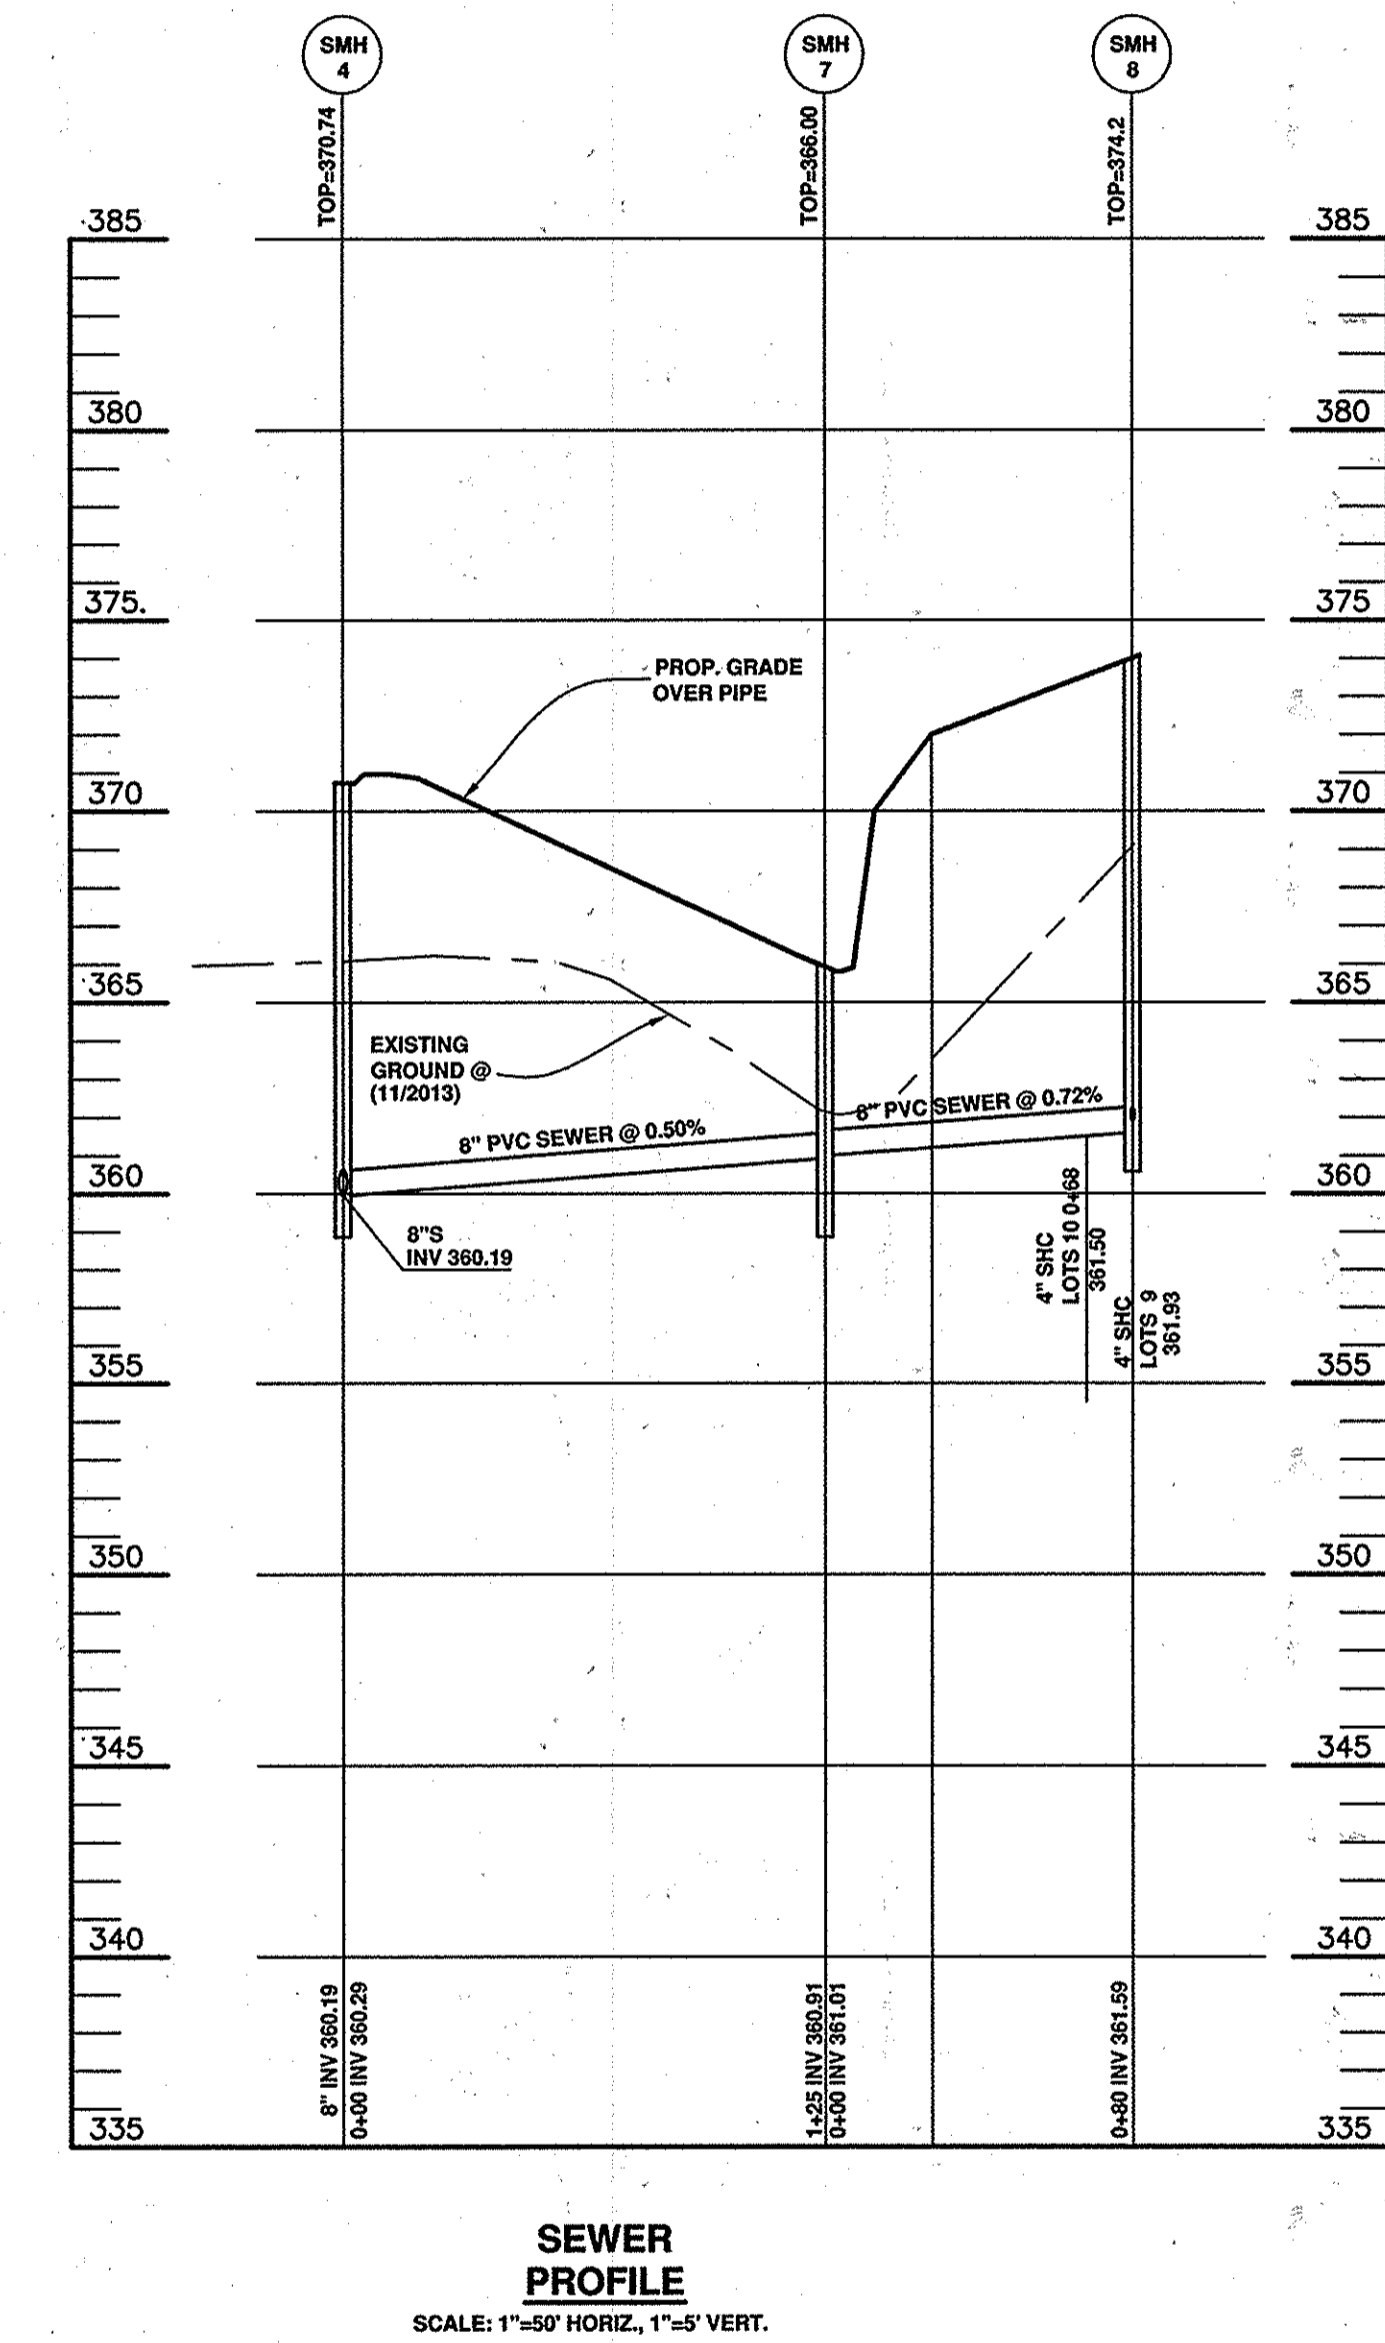 SMH
4
SMH
7
SMH
8
TOP=370.74
TOP=366.00
TOP=374.2
385
385
380
380
375.
375
PROP. GRADE
OVER PIPE
370
370
365
365
EXISTING
GROUND @
(11/2013)
8" PVC SEWER @ 0.50%
8" PVC SEWER @ 0.72%
360
360
8"S
INV 360.19
4" SHC
LOTS 10 0+68
361.50
4" SHC
LOTS 9
361.93
355
355
350
350
345
345
340
340
8" INV 360.19
0+00 INV 360.29
1+25 INV 360.91
0+00 INV 361.01
0+80 INV 361.59
335
335
SEWER
PROFILE
SCALE: 1"=50' HORIZ., 1"=5' VERT.